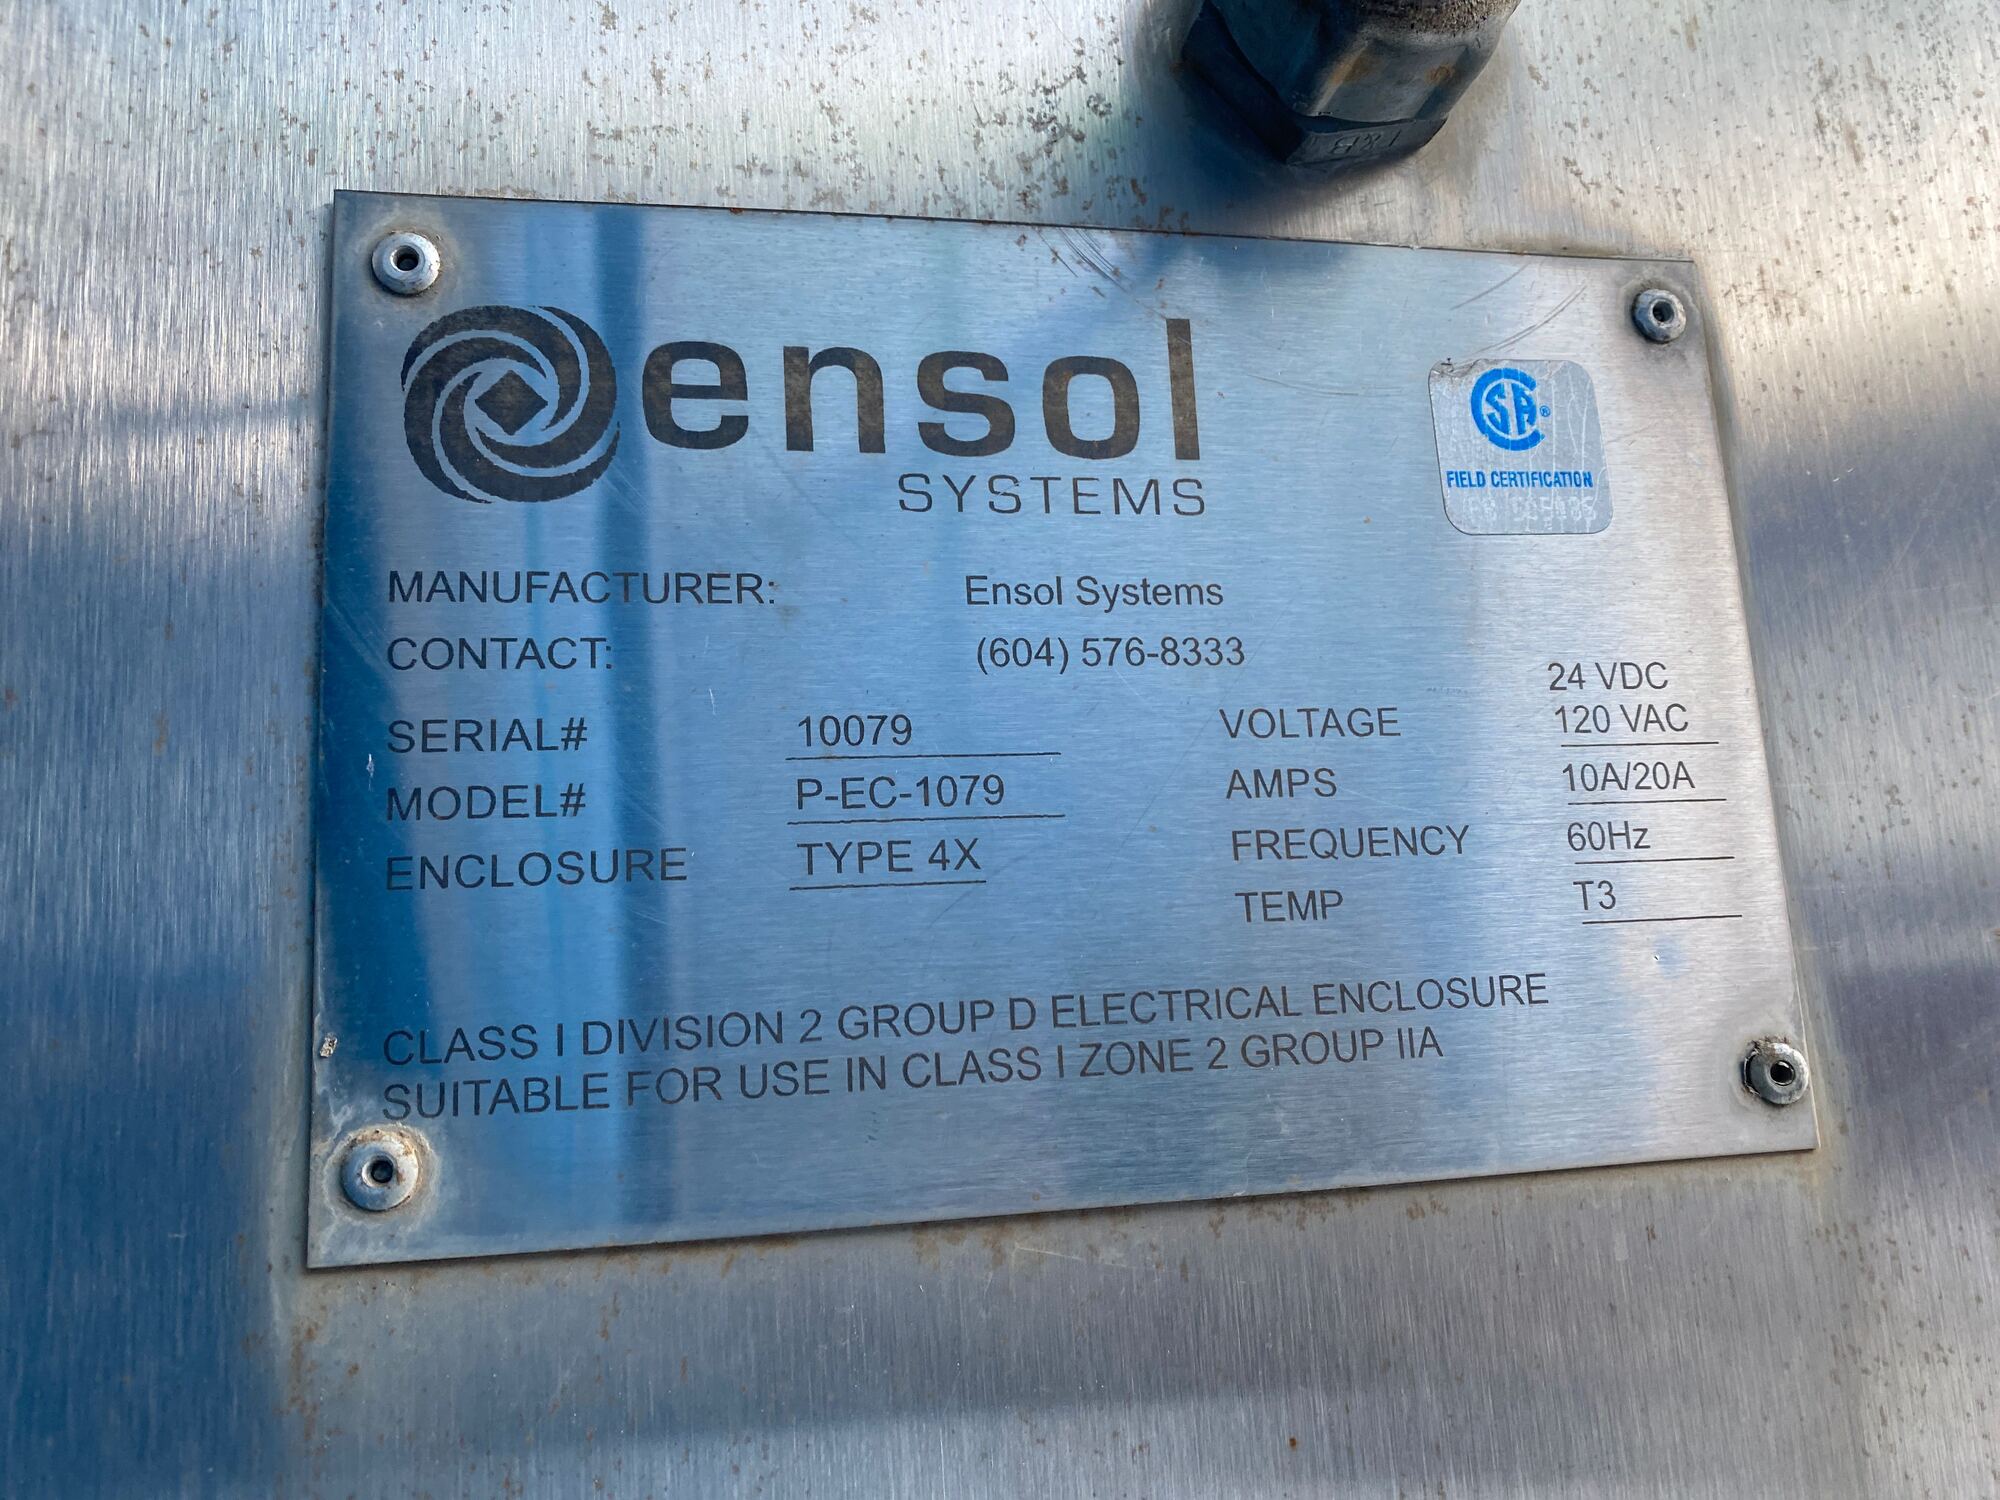 T&B
ensol
SYSTEMS
CSA®
FIELD CERTIFICATION
MANUFACTURER: Ensol Systems
CONTACT: (604) 576-8333
SERIAL# 10079
MODEL# P-EC-1079
ENCLOSURE TYPE 4X
24 VDC
VOLTAGE 120 VAC
AMPS 10A/20A
FREQUENCY 60Hz
TEMP T3
CLASS I DIVISION 2 GROUP D ELECTRICAL ENCLOSURE
SUITABLE FOR USE IN CLASS I ZONE 2 GROUP IIA